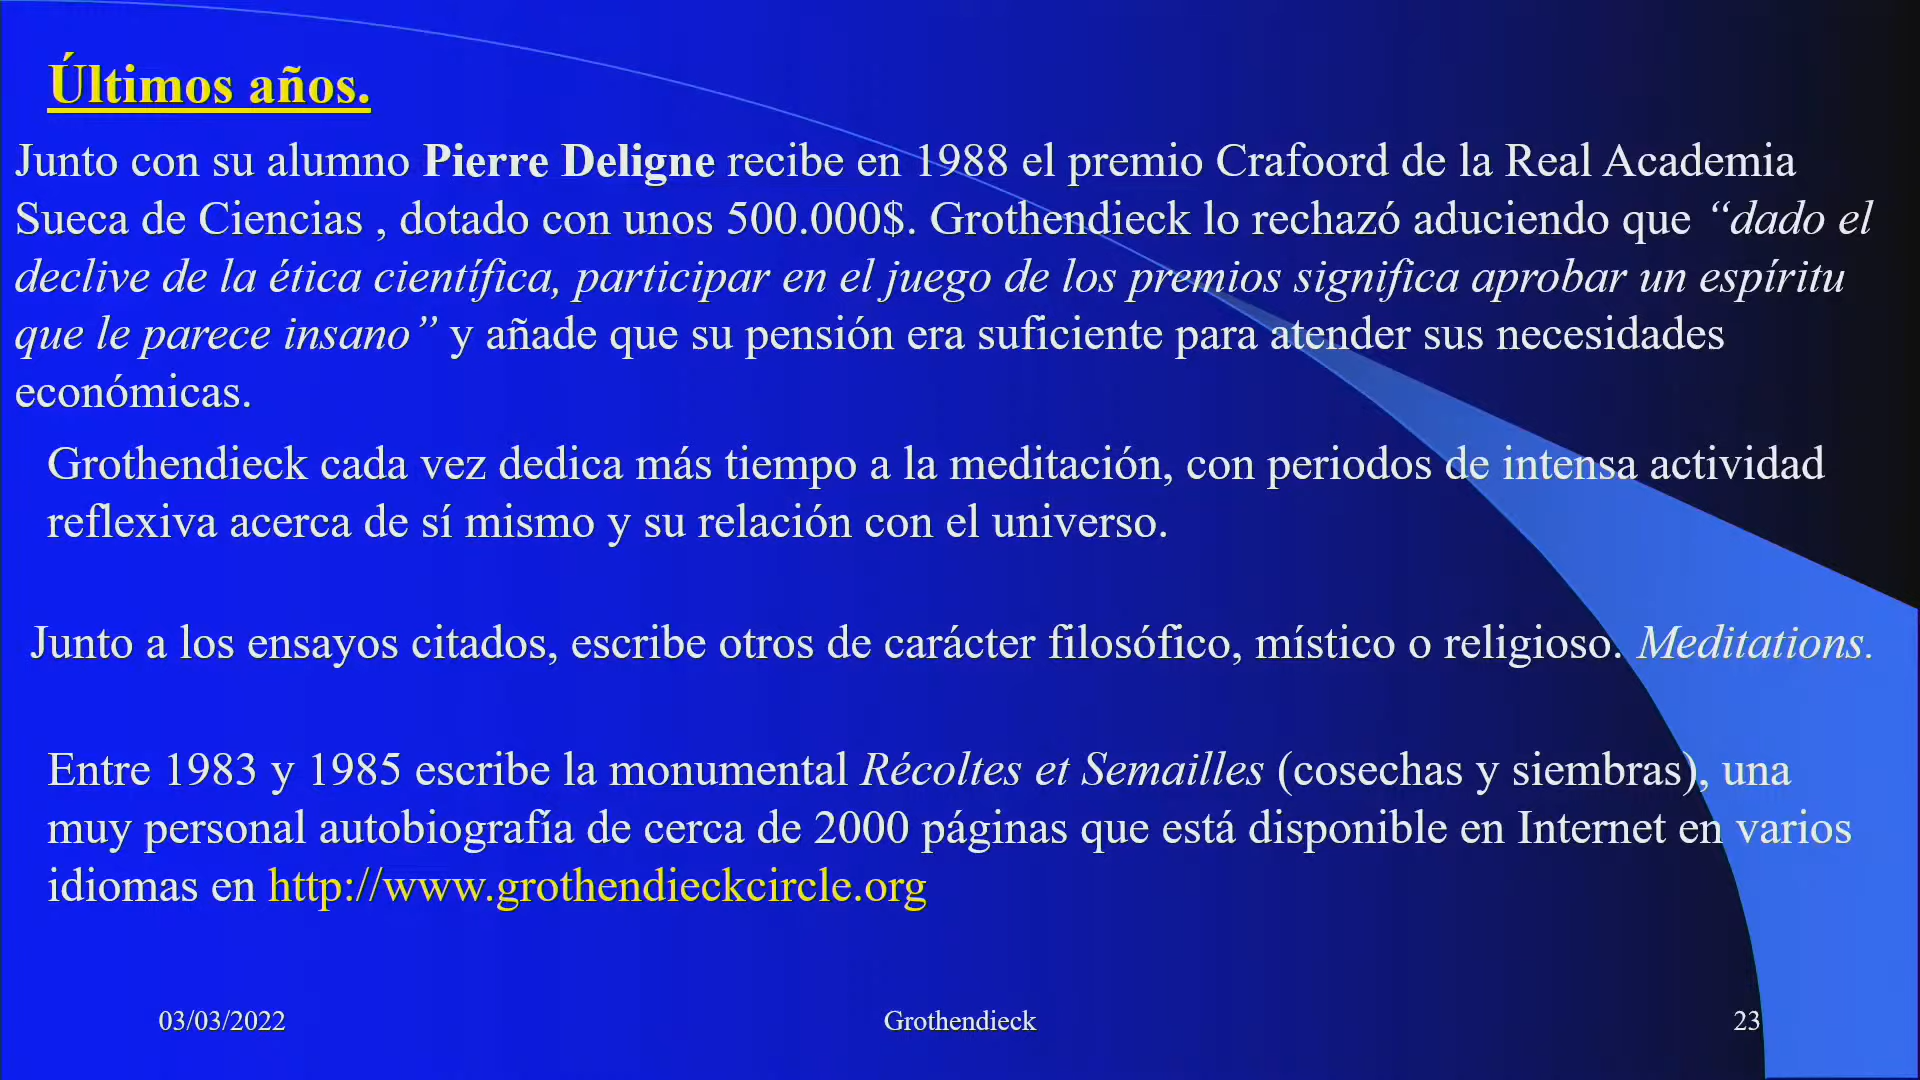 Últimos años.
Junto con su alumno Pierre Deligne recibe en 1988 el premio Crafoord de la Real Academia
Sueca de Ciencias , dotado con unos 500.000$. Grothendieck lo rechazó aduciendo que “dado el
declive de la ética científica, participar en el juego de los premios significa aprobar un espíritu
que le parece insano” y añade que su pensión era suficiente para atender sus necesidades
económicas.
Grothendieck cada vez dedica más tiempo a la meditación, con periodos de intensa actividad
reflexiva acerca de sí mismo y su relación con el universo.
Junto a los ensayos citados, escribe otros de carácter filosófico, místico o religioso. Meditations.
Entre 1983 y 1985 escribe la monumental Récoltes et Semailles (cosechas y siembras), una
muy personal autobiografía de cerca de 2000 páginas que está disponible en Internet en varios
idiomas en http://www.grothendieckcircle.org
03/03/2022 Grothendieck 23